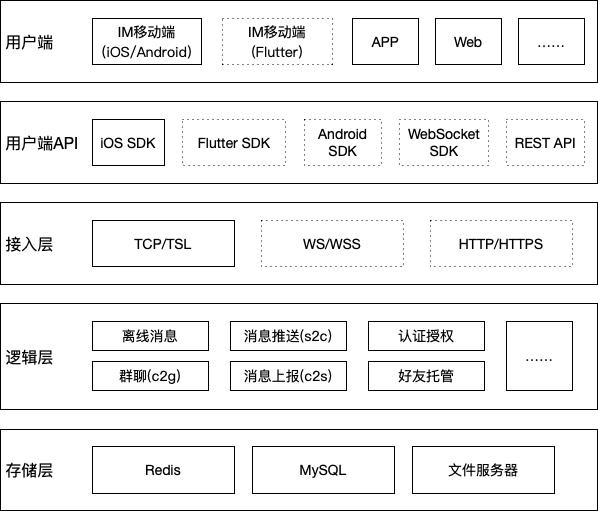 用户端
IM移动端
(iOS/Android)
IM移动端
(Flutter)
APP
Web
……
用户端API
iOS SDK
Flutter SDK
Android
SDK
WebSocket
SDK
REST API
接入层
TCP/TSL
WS/WSS
HTTP/HTTPS
逻辑层
离线消息
消息推送(s2c)
认证授权
……
群聊(c2g)
消息上报(c2s)
好友托管
存储层
Redis
MySQL
文件服务器